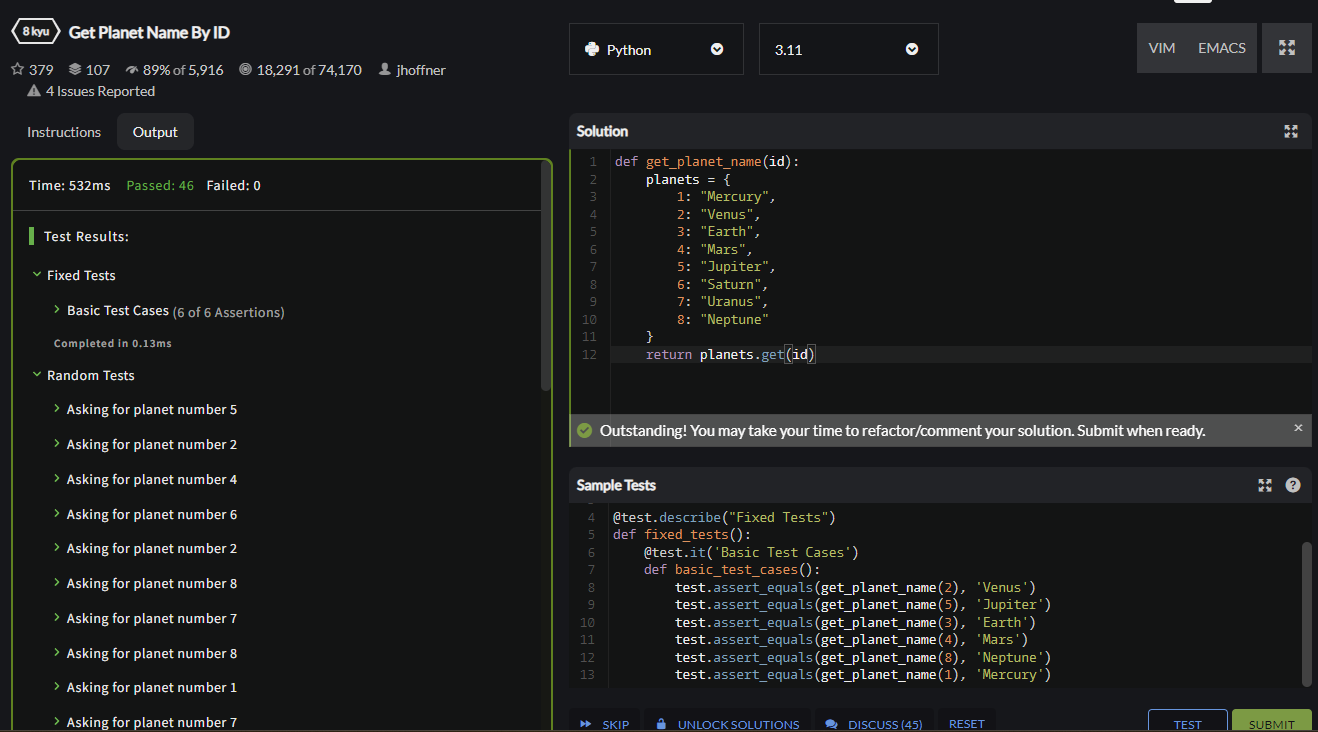 8 kyu Get Planet Name By ID
379 107 89% of 5,916 18,291 of 74,170 jhoffner
4 Issues Reported
Instructions Output
Time: 532ms Passed: 46 Failed: 0
Test Results:
Fixed Tests
Basic Test Cases (6 of 6 Assertions)
Completed in 0.13ms
Random Tests
Asking for planet number 5
Asking for planet number 2
Asking for planet number 4
Asking for planet number 6
Asking for planet number 2
Asking for planet number 8
Asking for planet number 7
Asking for planet number 8
Asking for planet number 1
Asking for planet number 7
Python 3.11 VIM EMACS
Solution
1 def get_planet_name(id):
2     planets = {
3         1: "Mercury",
4         2: "Venus",
5         3: "Earth",
6         4: "Mars",
7         5: "Jupiter",
8         6: "Saturn",
9         7: "Uranus",
10         8: "Neptune"
11     }
12     return planets.get(id)
Outstanding! You may take your time to refactor/comment your solution. Submit when ready. ×
Sample Tests ?
4 @test.describe("Fixed Tests")
5 def fixed_tests():
6     @test.it('Basic Test Cases')
7     def basic_test_cases():
8         test.assert_equals(get_planet_name(2), 'Venus')
9         test.assert_equals(get_planet_name(5), 'Jupiter')
10         test.assert_equals(get_planet_name(3), 'Earth')
11         test.assert_equals(get_planet_name(4), 'Mars')
12         test.assert_equals(get_planet_name(8), 'Neptune')
13         test.assert_equals(get_planet_name(1), 'Mercury')
SKIP UNLOCK SOLUTIONS DISCUSS (45) RESET TEST SUBMIT